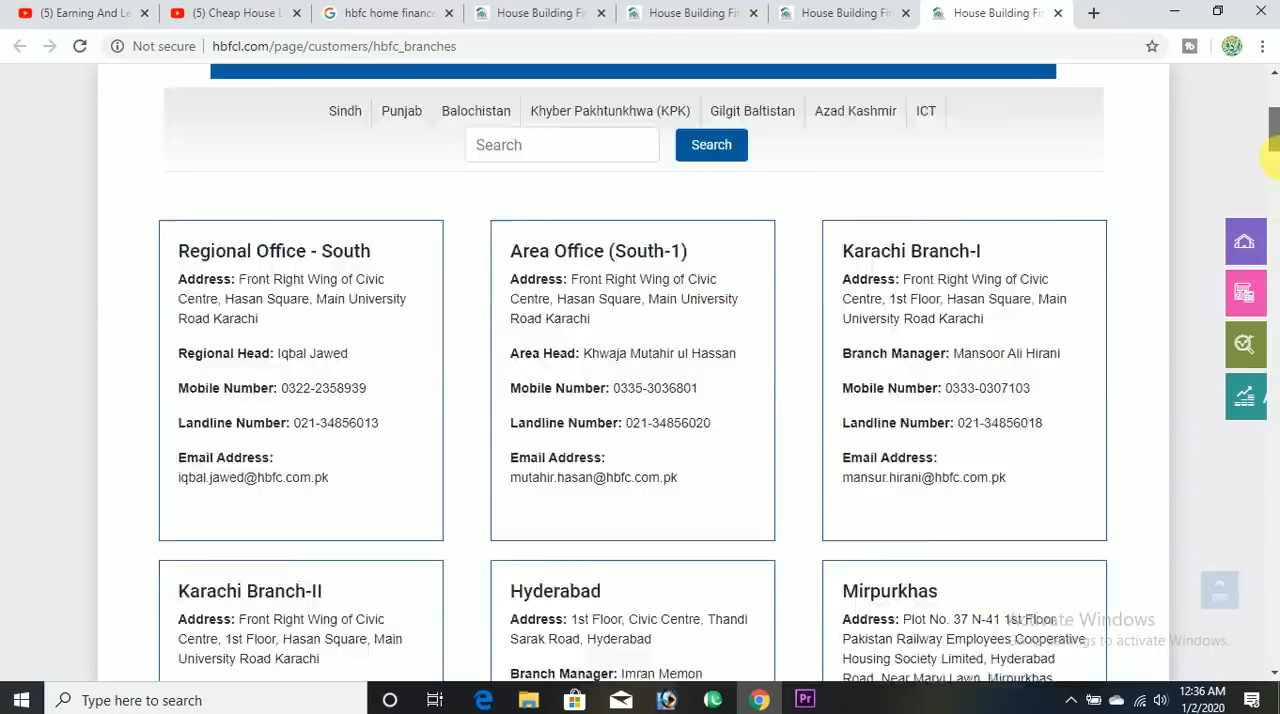 (5) Earning And Le
(5) Cheap House L
hbfc home finance
House Building Fi
House Building Fi
House Building Fi
House Building Fi
Not secure
hbfcl.com/page/customers/hbfc_branches
Sindh
Punjab
Balochistan
Khyber Pakhtunkhwa (KPK)
Gilgit Baltistan
Azad Kashmir
ICT
Search
Search
Regional Office - South
Address: Front Right Wing of Civic
Centre, Hasan Square, Main University
Road Karachi
Regional Head: Iqbal Jawed
Mobile Number: 0322-2358939
Landline Number: 021-34856013
Email Address:
iqbal.jawed@hbfc.com.pk
Area Office (South-1)
Address: Front Right Wing of Civic
Centre, Hasan Square, Main University
Road Karachi
Area Head: Khwaja Mutahir ul Hassan
Mobile Number: 0335-3036801
Landline Number: 021-34856020
Email Address:
mutahir.hasan@hbfc.com.pk
Karachi Branch-I
Address: Front Right Wing of Civic
Centre, 1st Floor, Hasan Square, Main
University Road Karachi
Branch Manager: Mansoor Ali Hirani
Mobile Number: 0333-0307103
Landline Number: 021-34856018
Email Address:
mansur.hirani@hbfc.com.pk
Karachi Branch-II
Address: Front Right Wing of Civic
Centre, 1st Floor, Hasan Square, Main
University Road Karachi
Hyderabad
Address: 1st Floor, Civic Centre, Thandi
Sarak Road, Hyderabad
Branch Manager: Imran Memon
Mirpurkhas
Address: Plot No. 37 N-41 1st Floor
Pakistan Railway Employees Cooperative
Housing Society Limited, Hyderabad
Road, Near Marvi Lawn, Mirpurkhas
Activate Windows
to activate Windows.
Type here to search
Pr
12:36 AM
1/2/2020